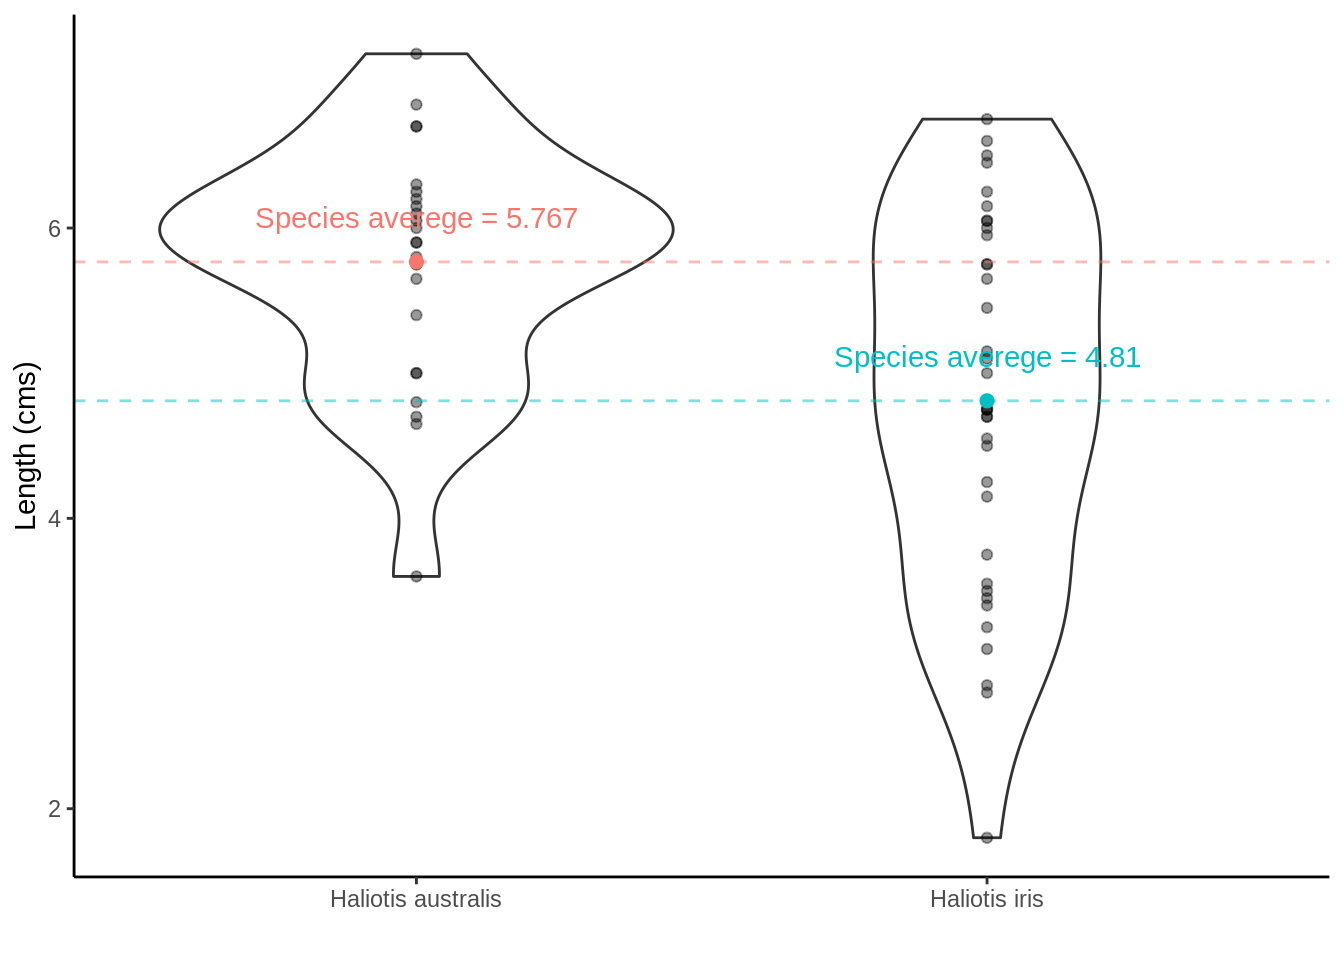 Length (cms)
6
4
2
Species averege = 5.767
Species averege = 4.81
Haliotis australis
Haliotis iris